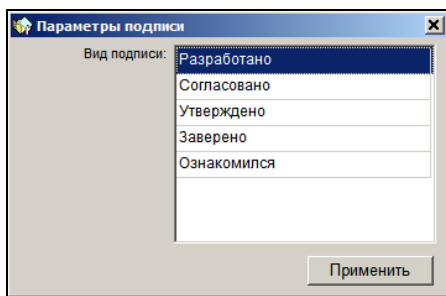 Параметры подписи
Вид подписи:
Разработано
Согласовано
Утверждено
Заверено
Ознакомился
Применить